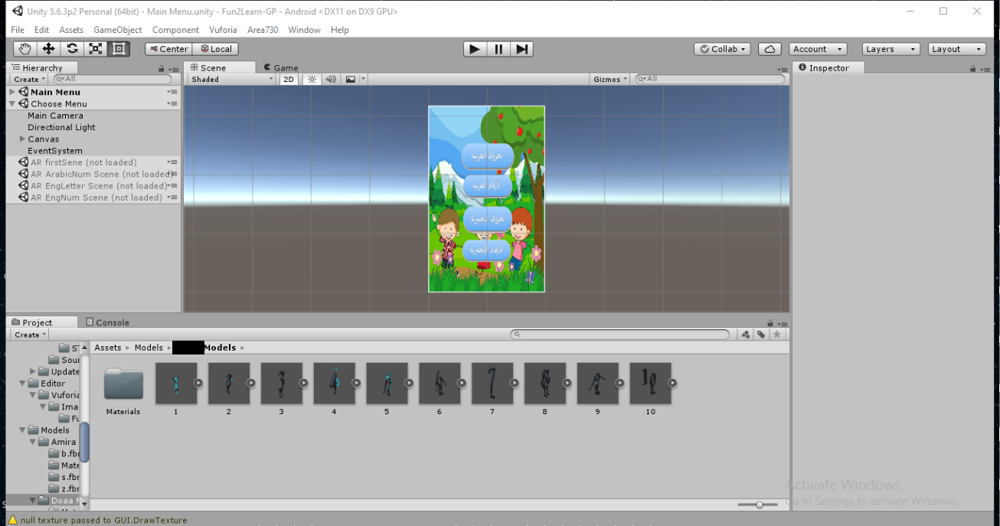 Unity 5.6.3p2 Personal (64bit) - Main Menu.unity - Fun2Learn-GP - Android <DX11 on DX9 GPU>
File Edit Assets GameObject Component Vuforia Area730 Window Help
Center Local Collab Account Layers Layout
Hierarchy Scene Game Inspector
Create All Shaded 2D Gizmos All
Main Menu
Choose Menu
Main Camera
Directional Light
Canvas
EventSystem
AR firstSene (not loaded)
AR ArabicNum Scene (not loaded)
AR EngLetter Scene (not loaded)
AR EngNum Scene (not loaded)
الحروف العربية
الأرقام العربية
الحروف الإنجليزية
الأرقام الإنجليزية
Project Console
Create
Assets Models Models
Sour
Update
Editor
Vuforia
Ima
Fu
Models
Amira
b.fb
Mate
s.fbr
z.fbr
Doaa
Materials 1 2 3 4 5 6 7 8 9 10
Activate Windows
Go to Settings to activate Windows.
null texture passed to GUI.DrawTexture